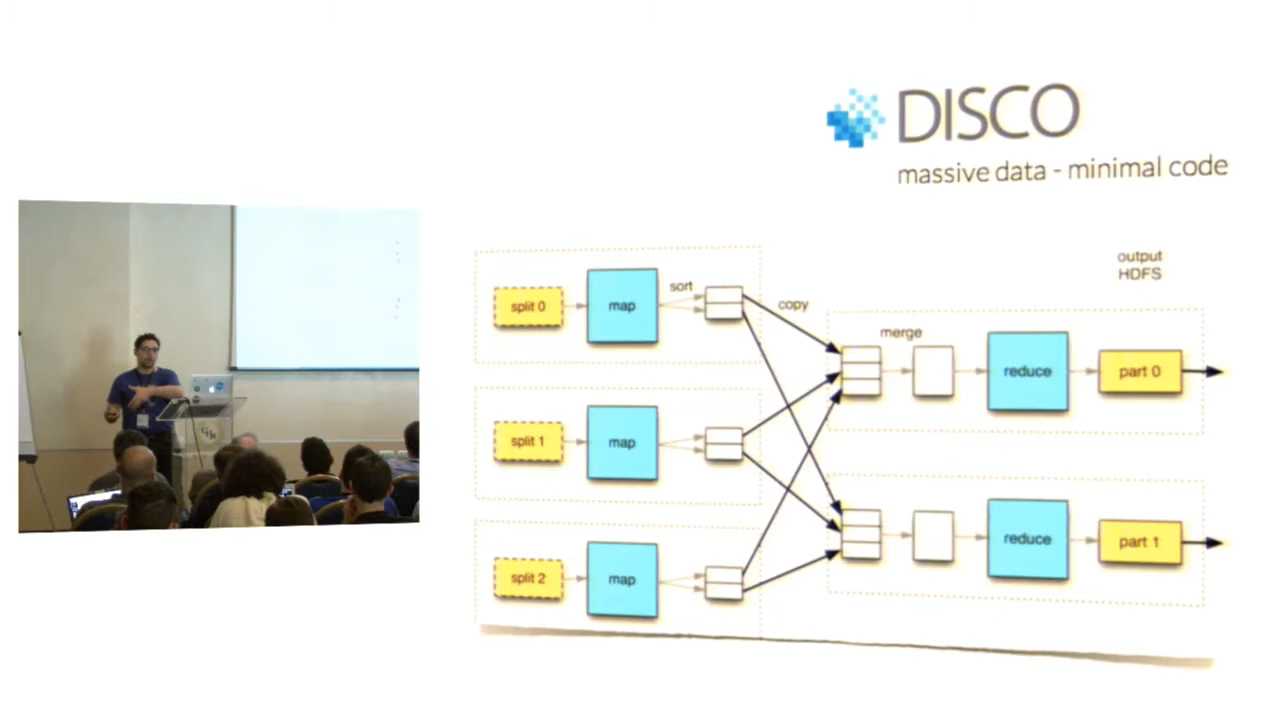 DISCO
massive data - minimal code
output
HDFS
split 0
map
sort
copy
merge
reduce
part 0
split 1
map
split 2
map
reduce
part 1